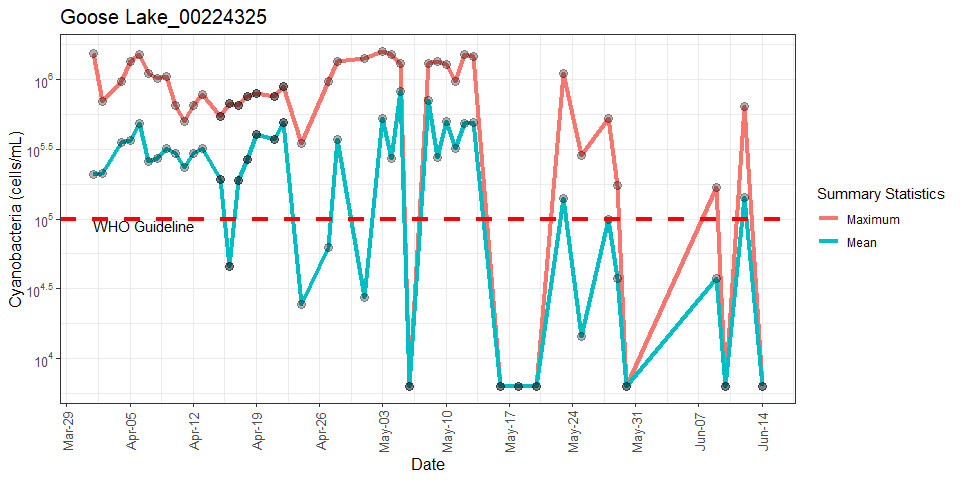 Goose Lake_00224325
Cyanobacteria (cells/mL)
10^6
10^5.5
10^5
10^4.5
10^4
WHO Guideline
Mar-29
Apr-05
Apr-12
Apr-19
Apr-26
May-03
May-10
May-17
May-24
May-31
Jun-07
Jun-14
Date
Summary Statistics
Maximum
Mean